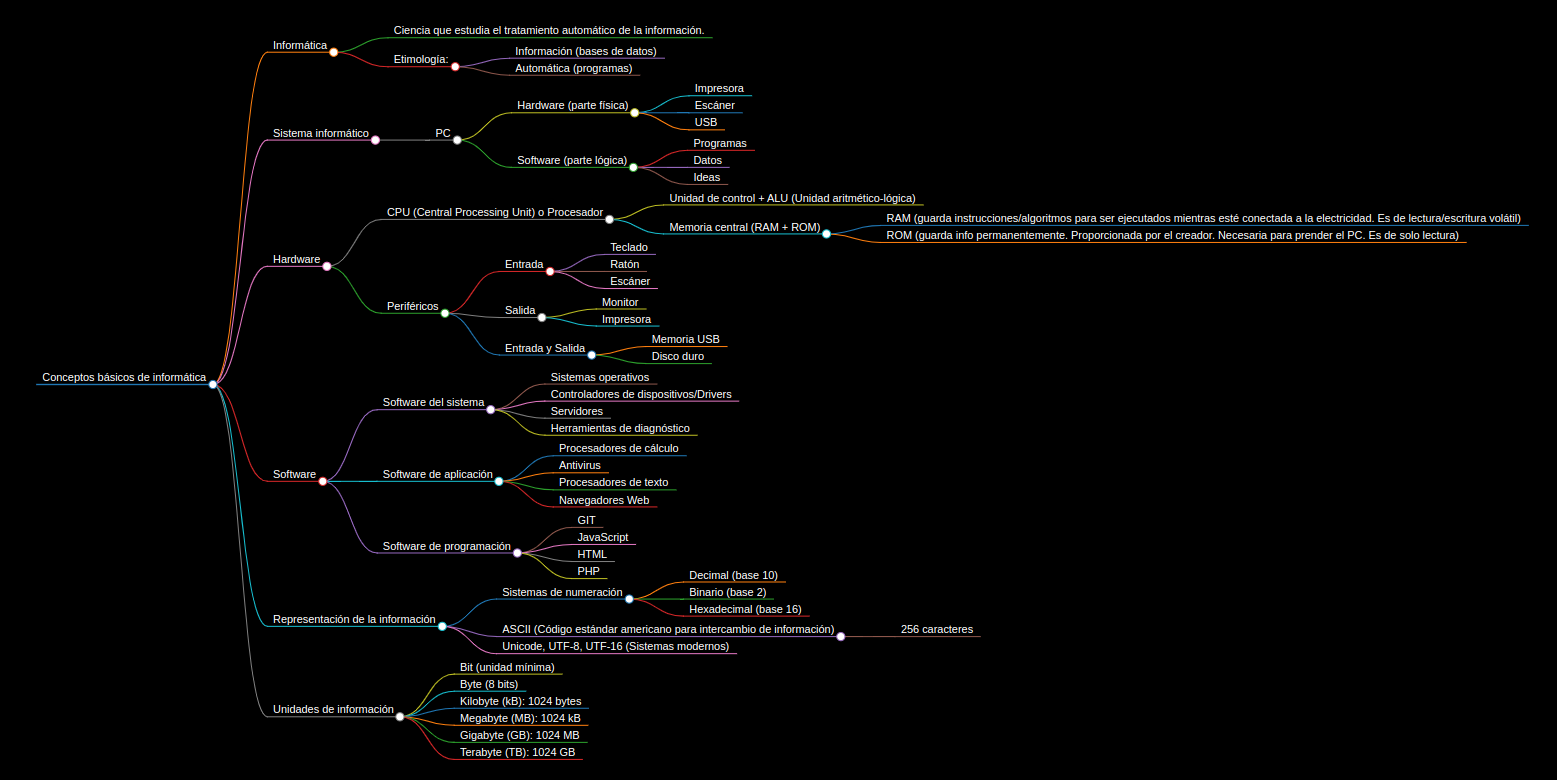 Conceptos básicos de informática
Informática
Ciencia que estudia el tratamiento automático de la información.
Etimología:
Información (bases de datos)
Automática (programas)
Sistema informático
PC
Hardware (parte física)
Impresora
Escáner
USB
Software (parte lógica)
Programas
Datos
Ideas
Hardware
CPU (Central Processing Unit) o Procesador
Unidad de control + ALU (Unidad aritmético-lógica)
Memoria central (RAM + ROM)
RAM (guarda instrucciones/algoritmos para ser ejecutados mientras esté conectada a la electricidad. Es de lectura/escritura volátil)
ROM (guarda info permanentemente. Proporcionada por el creador. Necesaria para prender el PC. Es de solo lectura)
Periféricos
Entrada
Teclado
Ratón
Escáner
Salida
Monitor
Impresora
Entrada y Salida
Memoria USB
Disco duro
Software
Software del sistema
Sistemas operativos
Controladores de dispositivos/Drivers
Servidores
Herramientas de diagnóstico
Software de aplicación
Procesadores de cálculo
Antivirus
Procesadores de texto
Navegadores Web
Software de programación
GIT
JavaScript
HTML
PHP
Representación de la información
Sistemas de numeración
Decimal (base 10)
Binario (base 2)
Hexadecimal (base 16)
ASCII (Código estándar americano para intercambio de información)
256 caracteres
Unicode, UTF-8, UTF-16 (Sistemas modernos)
Unidades de información
Bit (unidad mínima)
Byte (8 bits)
Kilobyte (kB): 1024 bytes
Megabyte (MB): 1024 kB
Gigabyte (GB): 1024 MB
Terabyte (TB): 1024 GB